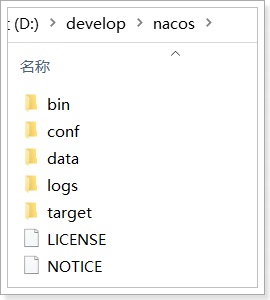 t (D:) > develop > nacos >
名称
bin
conf
data
logs
target
LICENSE
NOTICE